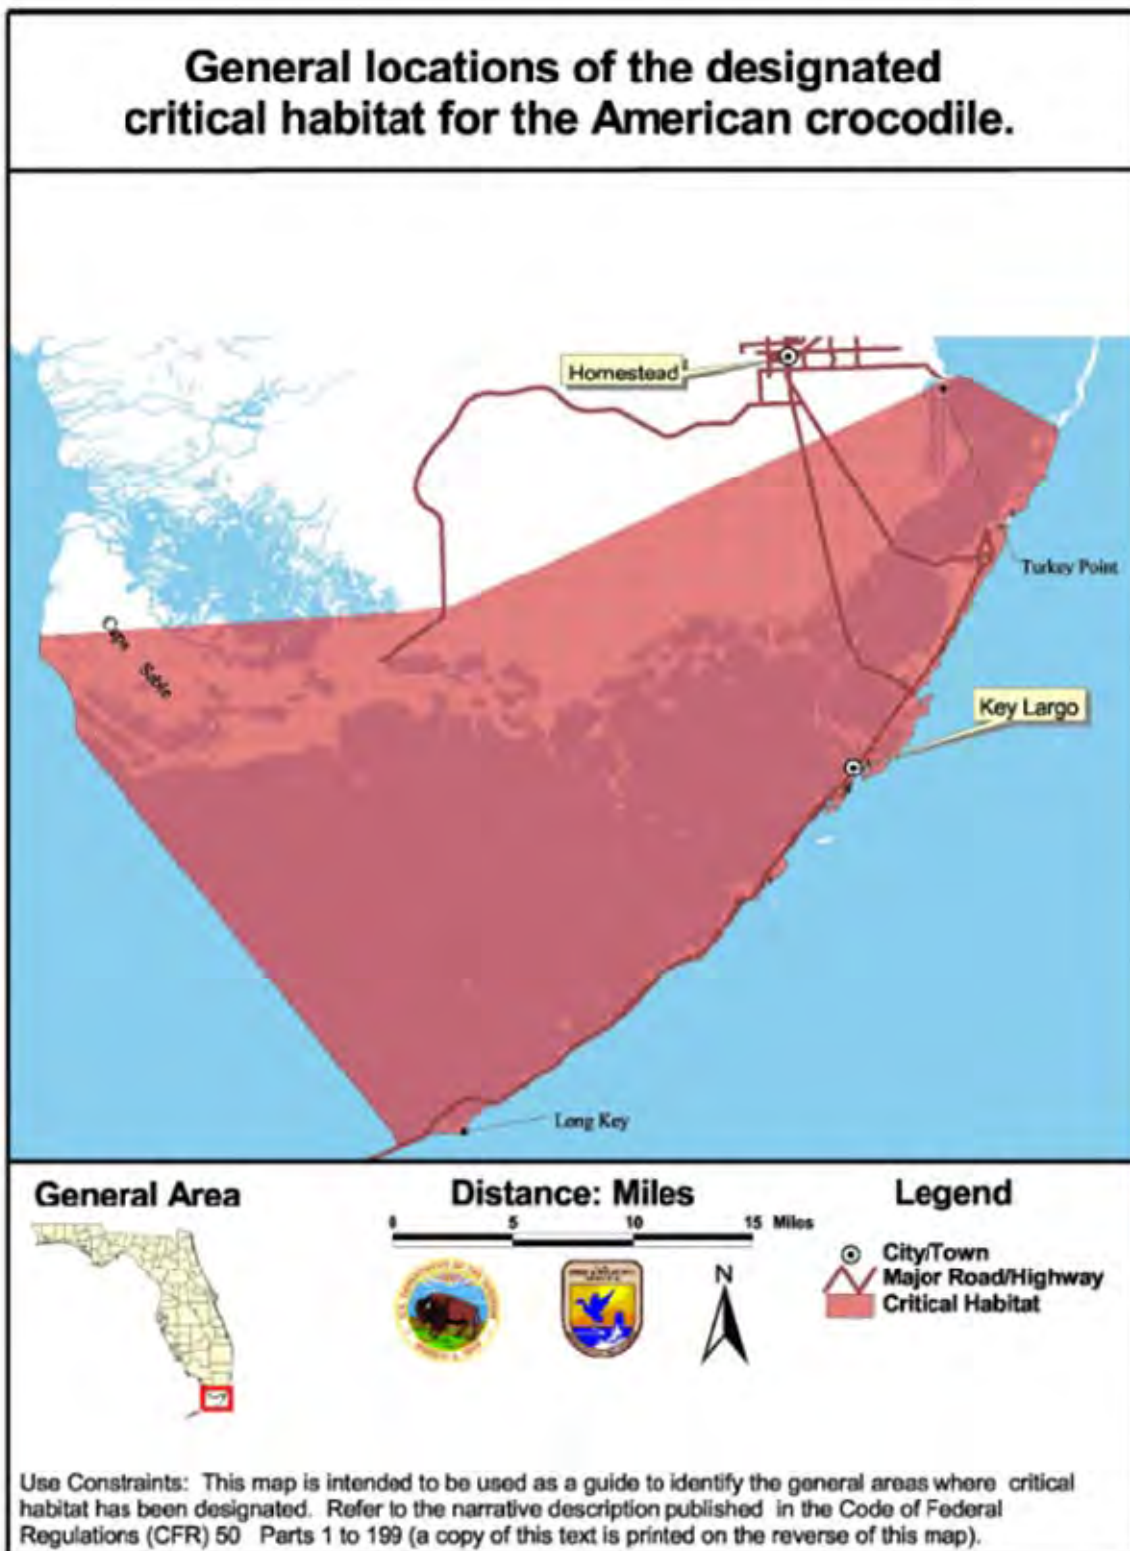 General locations of the designated
critical habitat for the American crocodile.
Homestead
Turkey Point
Cape
Sable
Key Largo
Long Key
General Area
Distance: Miles
0 5 10 15 Miles
N
Legend
City/Town
Major Road/Highway
Critical Habitat
Use Constraints: This map is intended to be used as a guide to identify the general areas where critical
habitat has been designated. Refer to the narrative description published in the Code of Federal
Regulations (CFR) 50 Parts 1 to 199 (a copy of this text is printed on the reverse of this map).